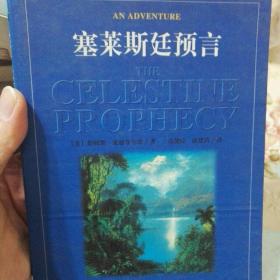 AN ADVENTURE
塞莱斯廷预言
THE
CELESTINE
PROPHECY